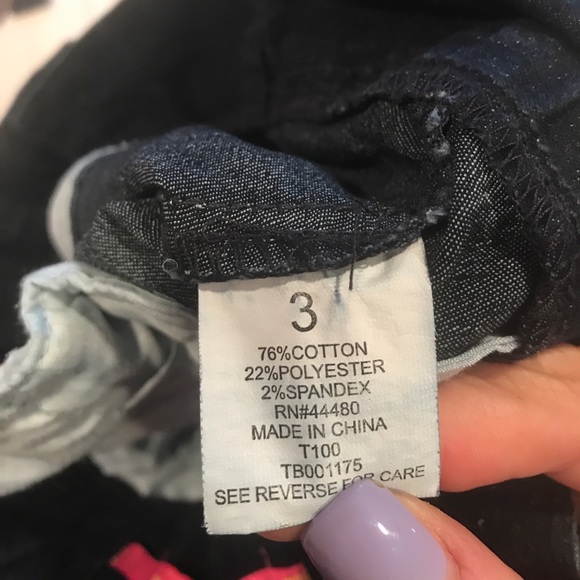 3
76%COTTON
22%POLYESTER
2%SPANDEX
RN#44480
MADE IN CHINA
T100
TB001175
SEE REVERSE FOR CARE